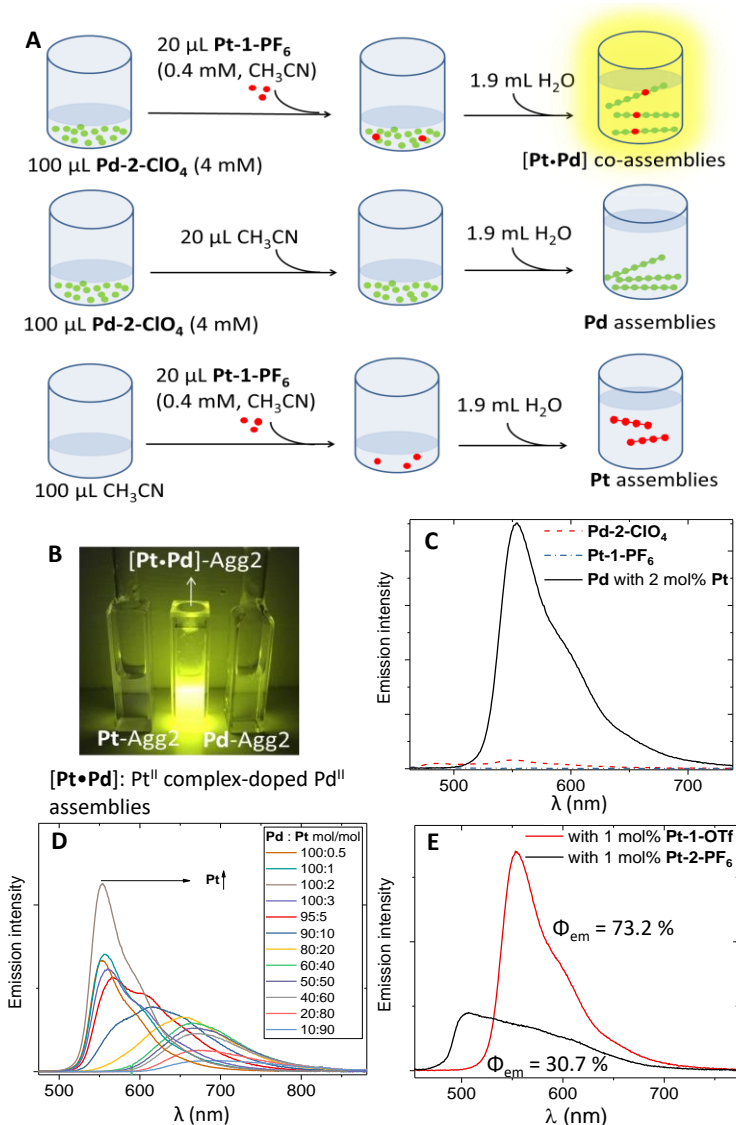 A
20 µL Pt-1-PF₆
(0.4 mM, CH₃CN)
1.9 mL H₂O
100 µL Pd-2-ClO₄ (4 mM)
[Pt•Pd] co-assemblies
20 µL CH₃CN
1.9 mL H₂O
100 µL Pd-2-ClO₄ (4 mM)
Pd assemblies
20 µL Pt-1-PF₆
(0.4 mM, CH₃CN)
1.9 mL H₂O
100 µL CH₃CN
Pt assemblies
B
[Pt•Pd]-Agg2
Pt-Agg2
Pd-Agg2
[Pt•Pd]: Ptᴵᴵ complex-doped Pdᴵᴵ
assemblies
C
Pd-2-ClO₄
Pt-1-PF₆
Pd with 2 mol% Pt
Emission intensity
500 600 700
λ (nm)
D
Pt
Pd : Pt mol/mol
100:0.5
100:1
100:2
100:3
95:5
90:10
80:20
60:40
50:50
40:60
20:80
10:90
Emission intensity
500 600 700 800
λ (nm)
E
with 1 mol% Pt-1-OTf
with 1 mol% Pt-2-PF₆
Φem = 73.2 %
Φem = 30.7 %
Emission intensity
500 600 700
λ (nm)